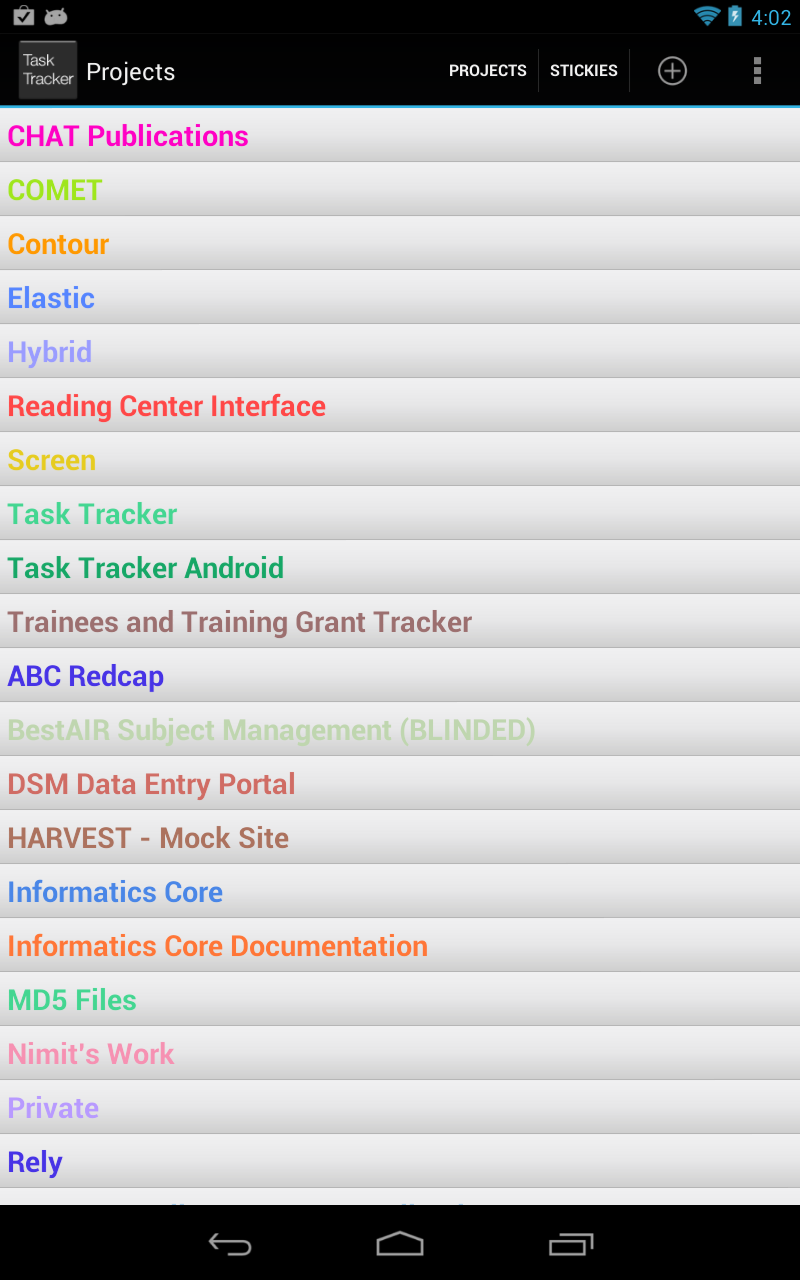 4:02
Task
Tracker
Projects
PROJECTS
STICKIES
CHAT Publications
COMET
Contour
Elastic
Hybrid
Reading Center Interface
Screen
Task Tracker
Task Tracker Android
Trainees and Training Grant Tracker
ABC Redcap
BestAIR Subject Management (BLINDED)
DSM Data Entry Portal
HARVEST - Mock Site
Informatics Core
Informatics Core Documentation
MD5 Files
Nimit's Work
Private
Rely